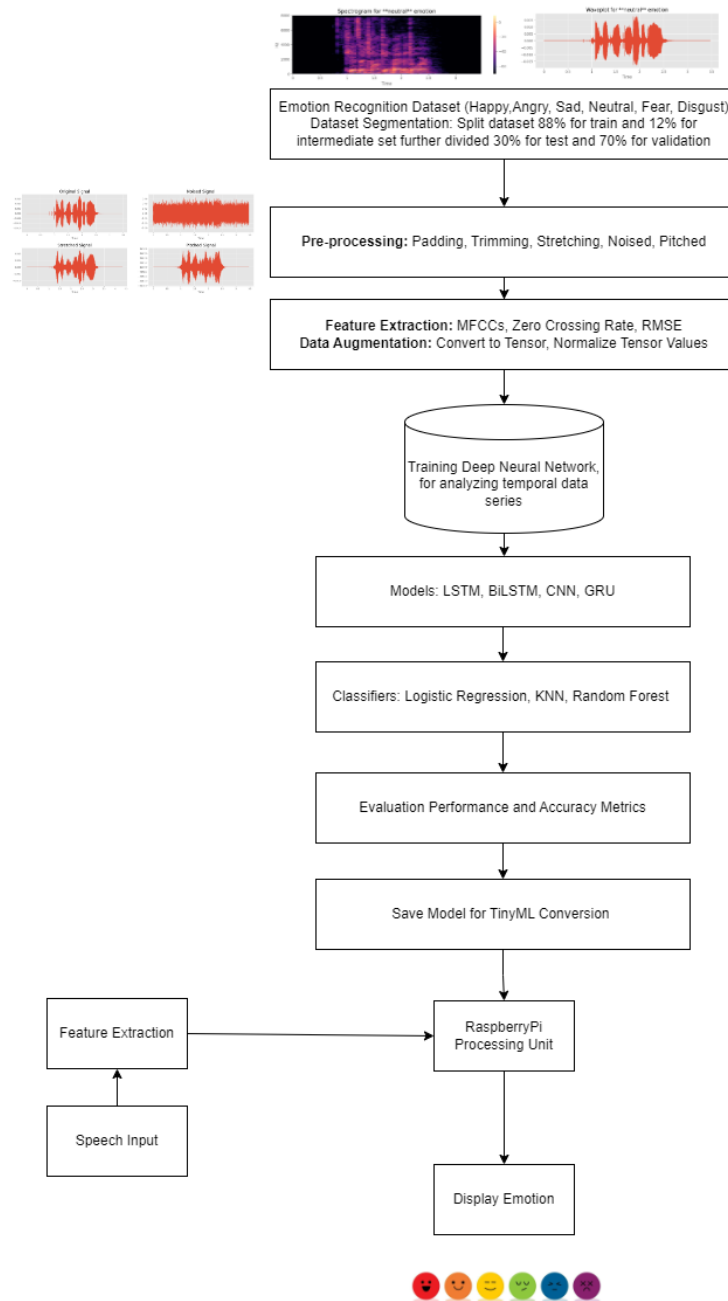 Spectrogram for **neutral** emotion
Waveplot for **neutral** emotion
Time
Time
Emotion Recognition Dataset (Happy,Angry, Sad, Neutral, Fear, Disgust)
Dataset Segmentation: Split dataset 88% for train and 12% for
intermediate set further divided 30% for test and 70% for validation
Original Signal
Noised Signal
Stretched Signal
Pitched Signal
Pre-processing: Padding, Trimming, Stretching, Noised, Pitched
Feature Extraction: MFCCs, Zero Crossing Rate, RMSE
Data Augmentation: Convert to Tensor, Normalize Tensor Values
Training Deep Neural Network,
for analyzing temporal data
series
Models: LSTM, BiLSTM, CNN, GRU
Classifiers: Logistic Regression, KNN, Random Forest
Evaluation Performance and Accuracy Metrics
Save Model for TinyML Conversion
Feature Extraction
RaspberryPi
Processing Unit
Speech Input
Display Emotion